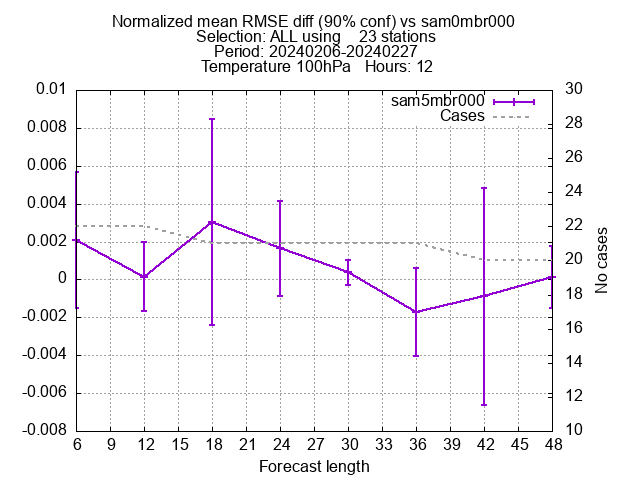 Normalized mean RMSE diff (90% conf) vs sam0mbr000
Selection: ALL using 23 stations
Period: 20240206-20240227
Temperature 100hPa Hours: 12
sam5mbr000
Cases
0.01
0.008
0.006
0.004
0.002
0
-0.002
-0.004
-0.006
-0.008
30
28
26
24
22
20
18
16
14
12
10
No cases
6 9 12 15 18 21 24 27 30 33 36 39 42 45 48
Forecast length